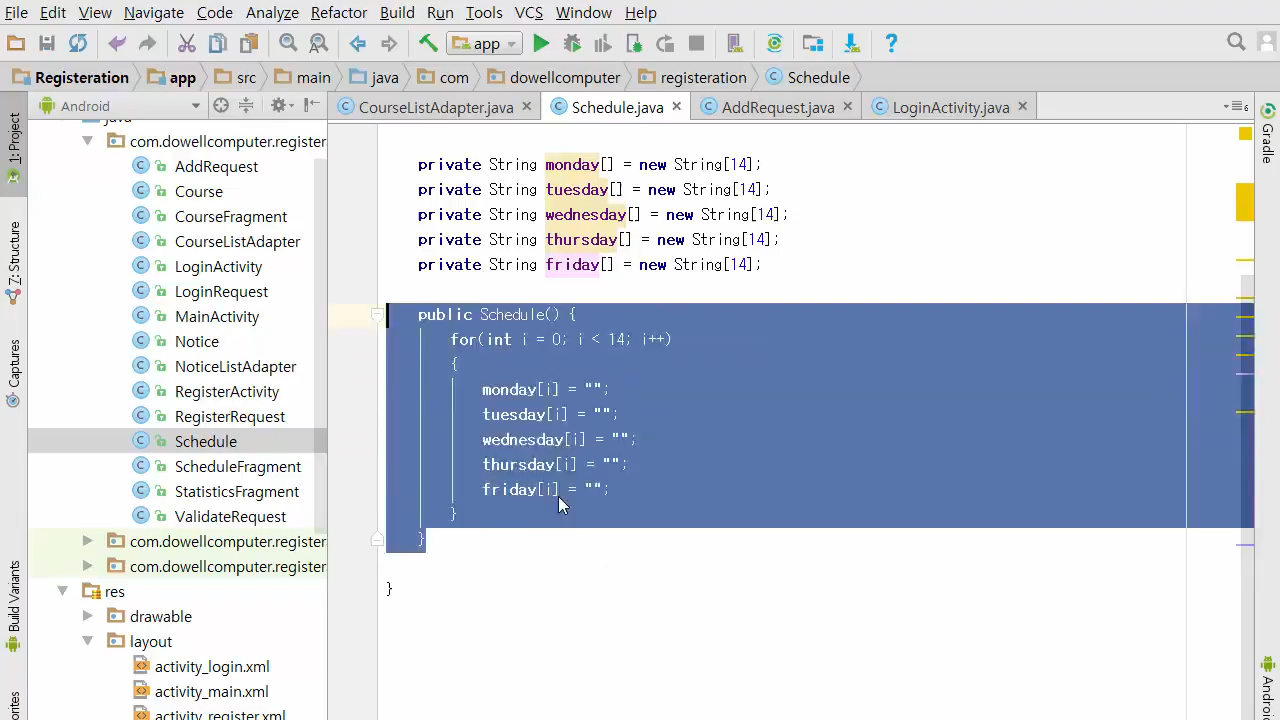 File Edit View Navigate Code Analyze Refactor Build Run Tools VCS Window Help
app
Registeration app src main java com dowellcomputer registeration Schedule
Android
CourseListAdapter.java Schedule.java AddRequest.java LoginActivity.java
1: Project
Z: Structure
Captures
Build Variants
Gradle
java
com.dowellcomputer.register
AddRequest
Course
CourseFragment
CourseListAdapter
LoginActivity
LoginRequest
MainActivity
Notice
NoticeListAdapter
RegisterActivity
RegisterRequest
Schedule
ScheduleFragment
StatisticsFragment
ValidateRequest
com.dowellcomputer.register
com.dowellcomputer.register
res
drawable
layout
activity_login.xml
activity_main.xml
activity_register.xml
private String monday[] = new String[14];
private String tuesday[] = new String[14];
private String wednesday[] = new String[14];
private String thursday[] = new String[14];
private String friday[] = new String[14];
public Schedule() {
for(int i = 0; i < 14; i++)
{
monday[i] = "";
tuesday[i] = "";
wednesday[i] = "";
thursday[i] = "";
friday[i] = "";
}
}
}